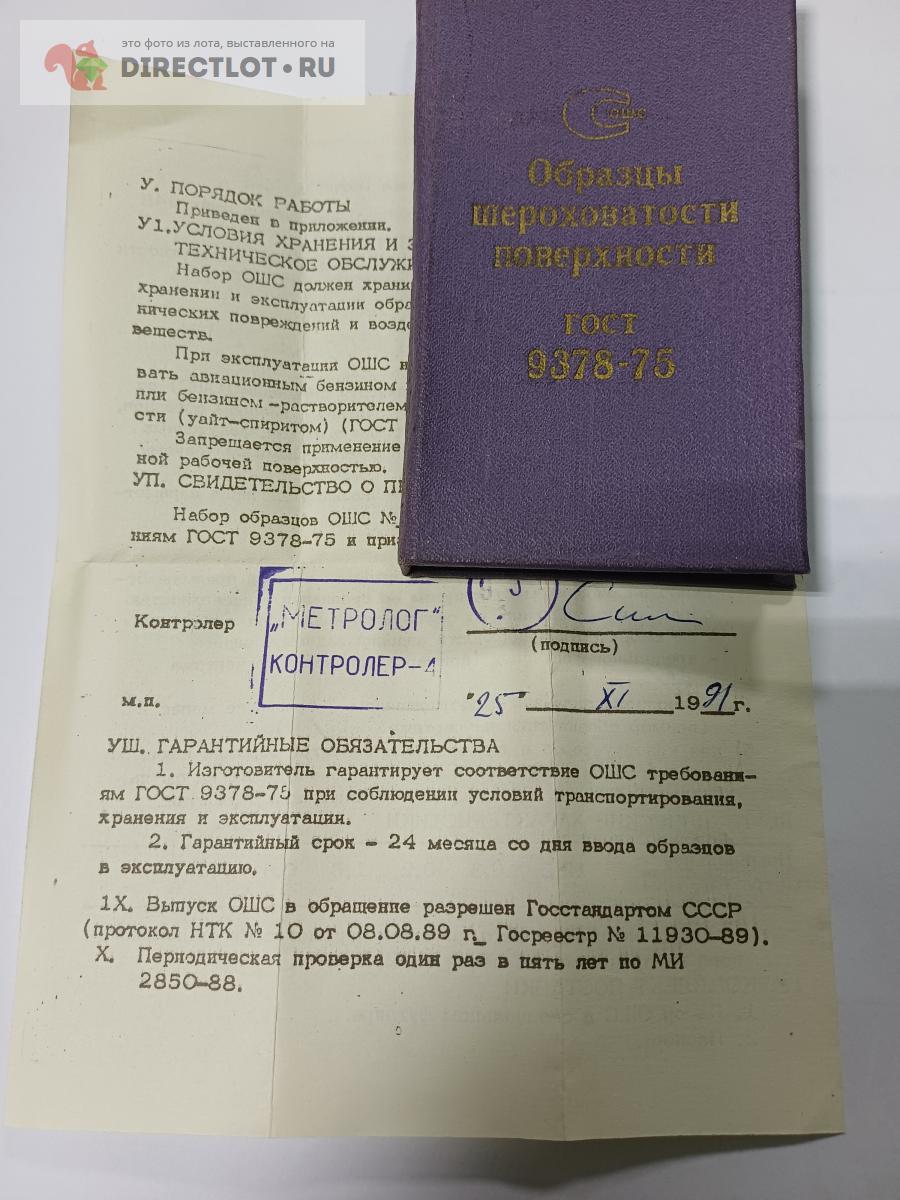 это фото из лота, выставленного на
DIRECTLOT.RU
ОШС
Образцы
шероховатости
поверхности
ГОСТ
9378-75
У. ПОРЯДОК РАБОТЫ
Приведен в приложении.
У1.УСЛОВИЯ ХРАНЕНИЯ И
ТЕХНИЧЕСКОЕ
Набор ОШС должен
хранении и эксплуатации
нических повреждений и
веществ.
При эксплуатации ОШС
вать авиационным бензином
или бензином-растворителем
сти (уайт-спиритом) (ГОСТ
Запрещается применение
ной рабочей поверхностью.
УП. СВИДЕТЕЛЬСТВО О
Набор образцов ОШС №
ниям ГОСТ 9378-75 и
Контролер
„МЕТРОЛОГ“
КОНТРОЛЕР-4
(подпись)
м.п.
"25" XI 1991 г.
УШ. ГАРАНТИЙНЫЕ ОБЯЗАТЕЛЬСТВА
1. Изготовитель гарантирует соответствие ОШС требовани-
ям ГОСТ 9378-75 при соблюдении условий транспортирования,
хранения и эксплуатации.
2. Гарантийный срок - 24 месяца со дня ввода образцов
в эксплуатацию.
1Х. Выпуск ОШС в обращение разрешен Госстандартом СССР
(протокол НТК № 10 от 08.08.89 г. Госреестр № 11930-89).
Х. Периодическая проверка один раз в пять лет по МИ
2850-88.